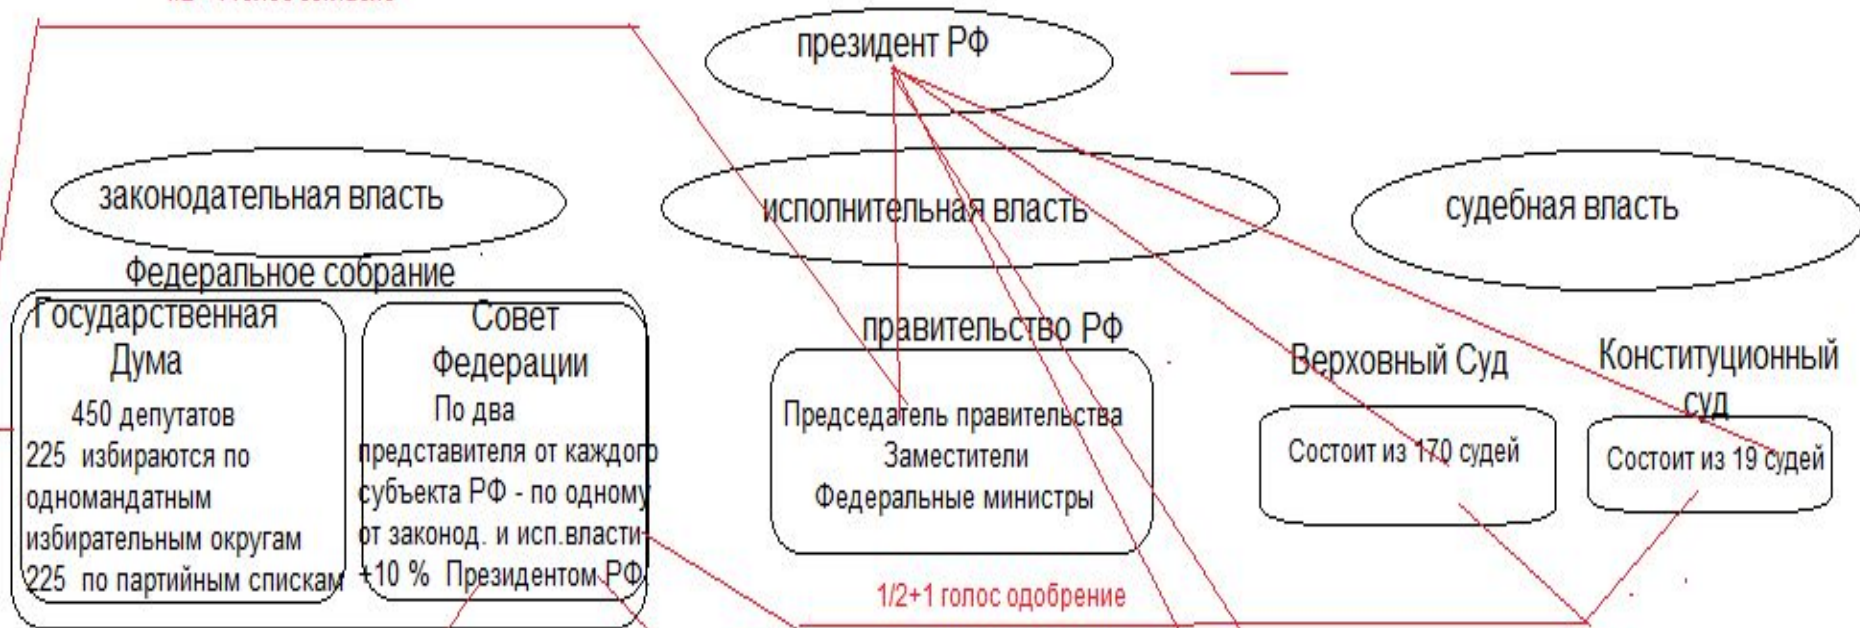 президент РФ
законодательная власть
исполнительная власть
судебная власть
Федеральное собрание
Государственная
Дума
450 депутатов
225 избираются по
одномандатным
избирательным округам
225 по партийным спискам
Совет
Федерации
По два
представителя от каждого
субъекта РФ - по одному
от законод. и исп.власти
+10 % Президентом РФ
правительство РФ
Председатель правительства
Заместители
Федеральные министры
Верховный Суд
Состоит из 170 судей
Конституционный
суд
Состоит из 19 судей
1/2+1 голос одобрение